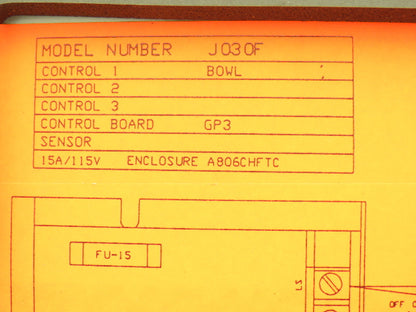 MODEL NUMBER J030F
CONTROL 1 BOWL
CONTROL 2
CONTROL 3
CONTROL BOARD GP3
SENSOR
15A/115V ENCLOSURE A806CHFTC
FU-15
LS
OFF